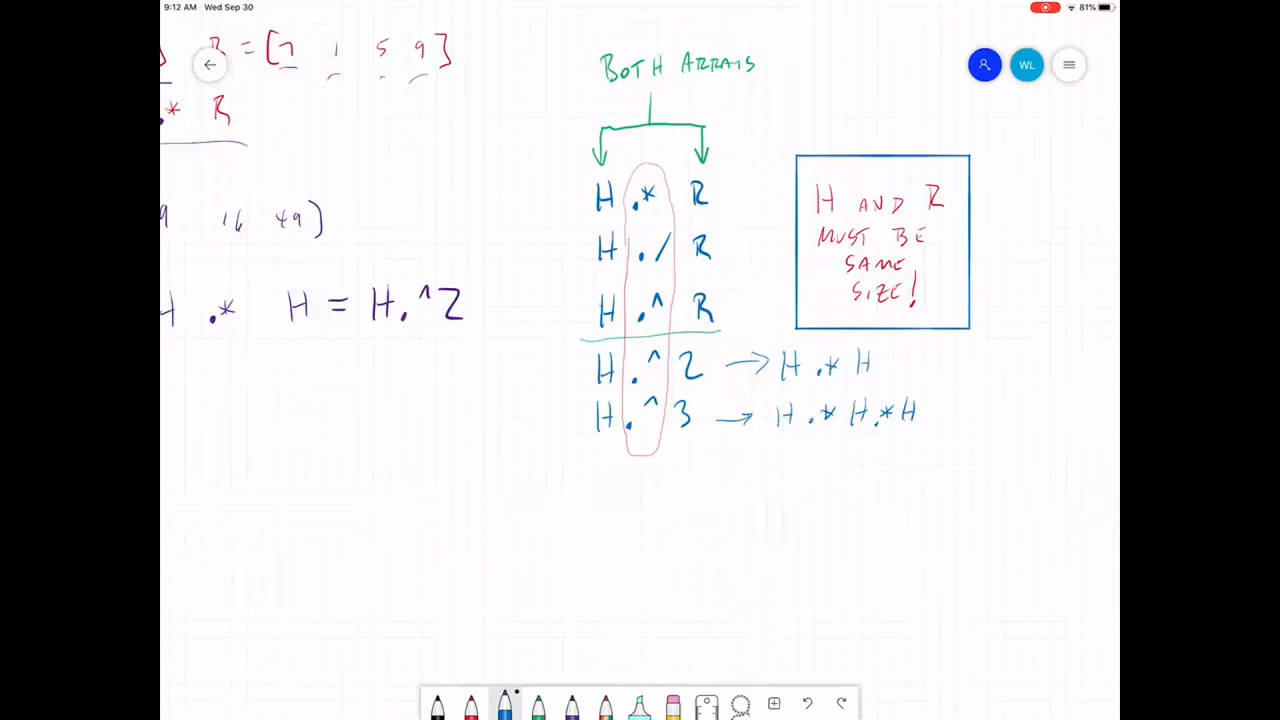 9:12 AM Wed Sep 30
81%
R = [7 1 5 9]
.* R
16 49)
H .* H = H.^2
BOTH ARRAYS
H .* R
H ./ R
H .^ R
H .^ 2 → H .* H
H .^ 3 → H .* H.* H
WL
H AND R
MUST BE
SAME
SIZE!